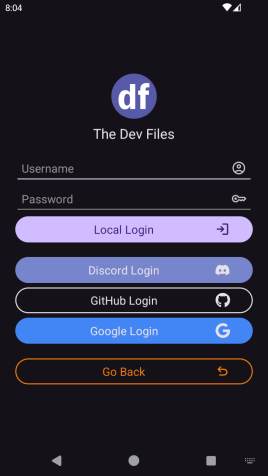 8:04
df
The Dev Files
Username
Password
Local Login
Discord Login
GitHub Login
Google Login
Go Back